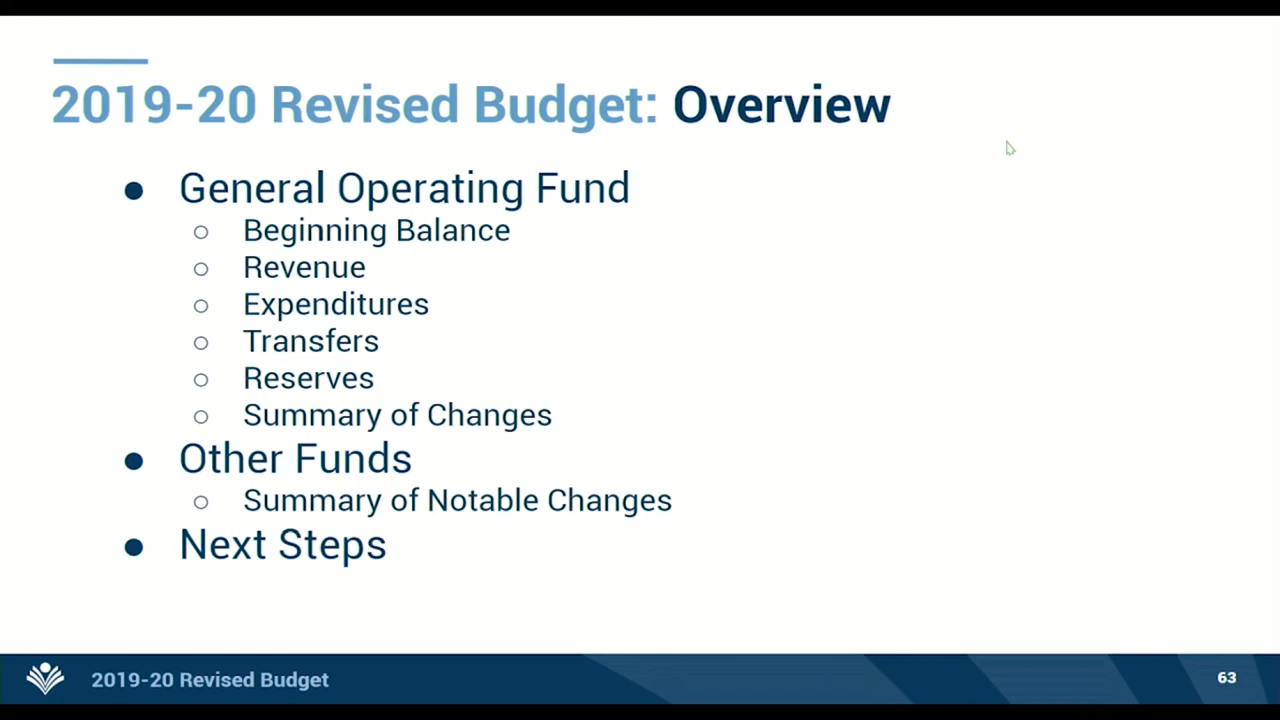 2019-20 Revised Budget: Overview
● General Operating Fund
○ Beginning Balance
○ Revenue
○ Expenditures
○ Transfers
○ Reserves
○ Summary of Changes
● Other Funds
○ Summary of Notable Changes
● Next Steps
2019-20 Revised Budget
63